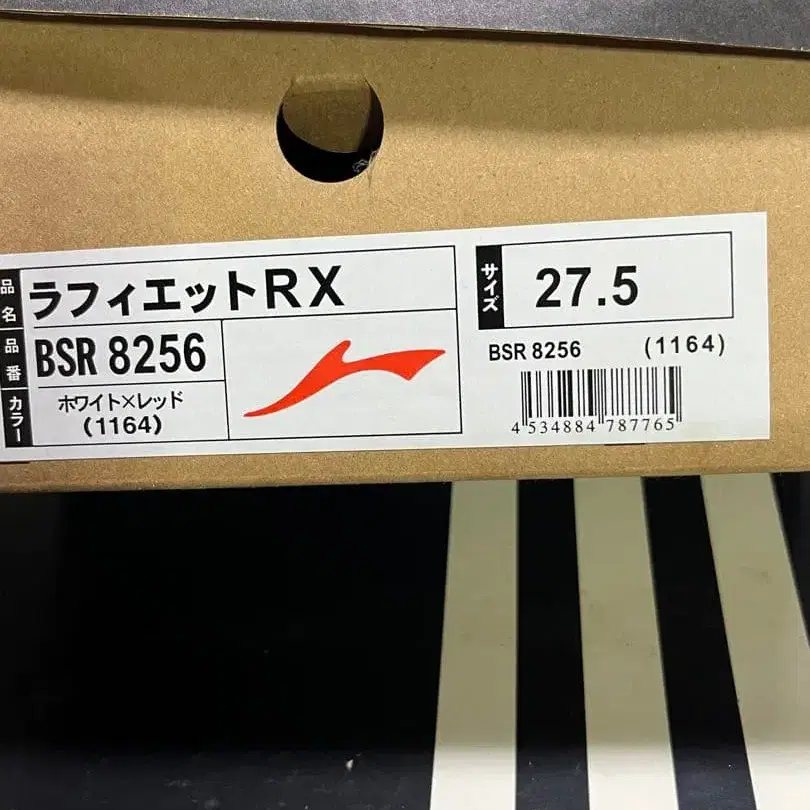 品名 ラフィエットRX
品番 BSR 8256
カラー ホワイト×レッド
(1164)
サイズ 27.5
BSR 8256 (1164)
4 534884 787765